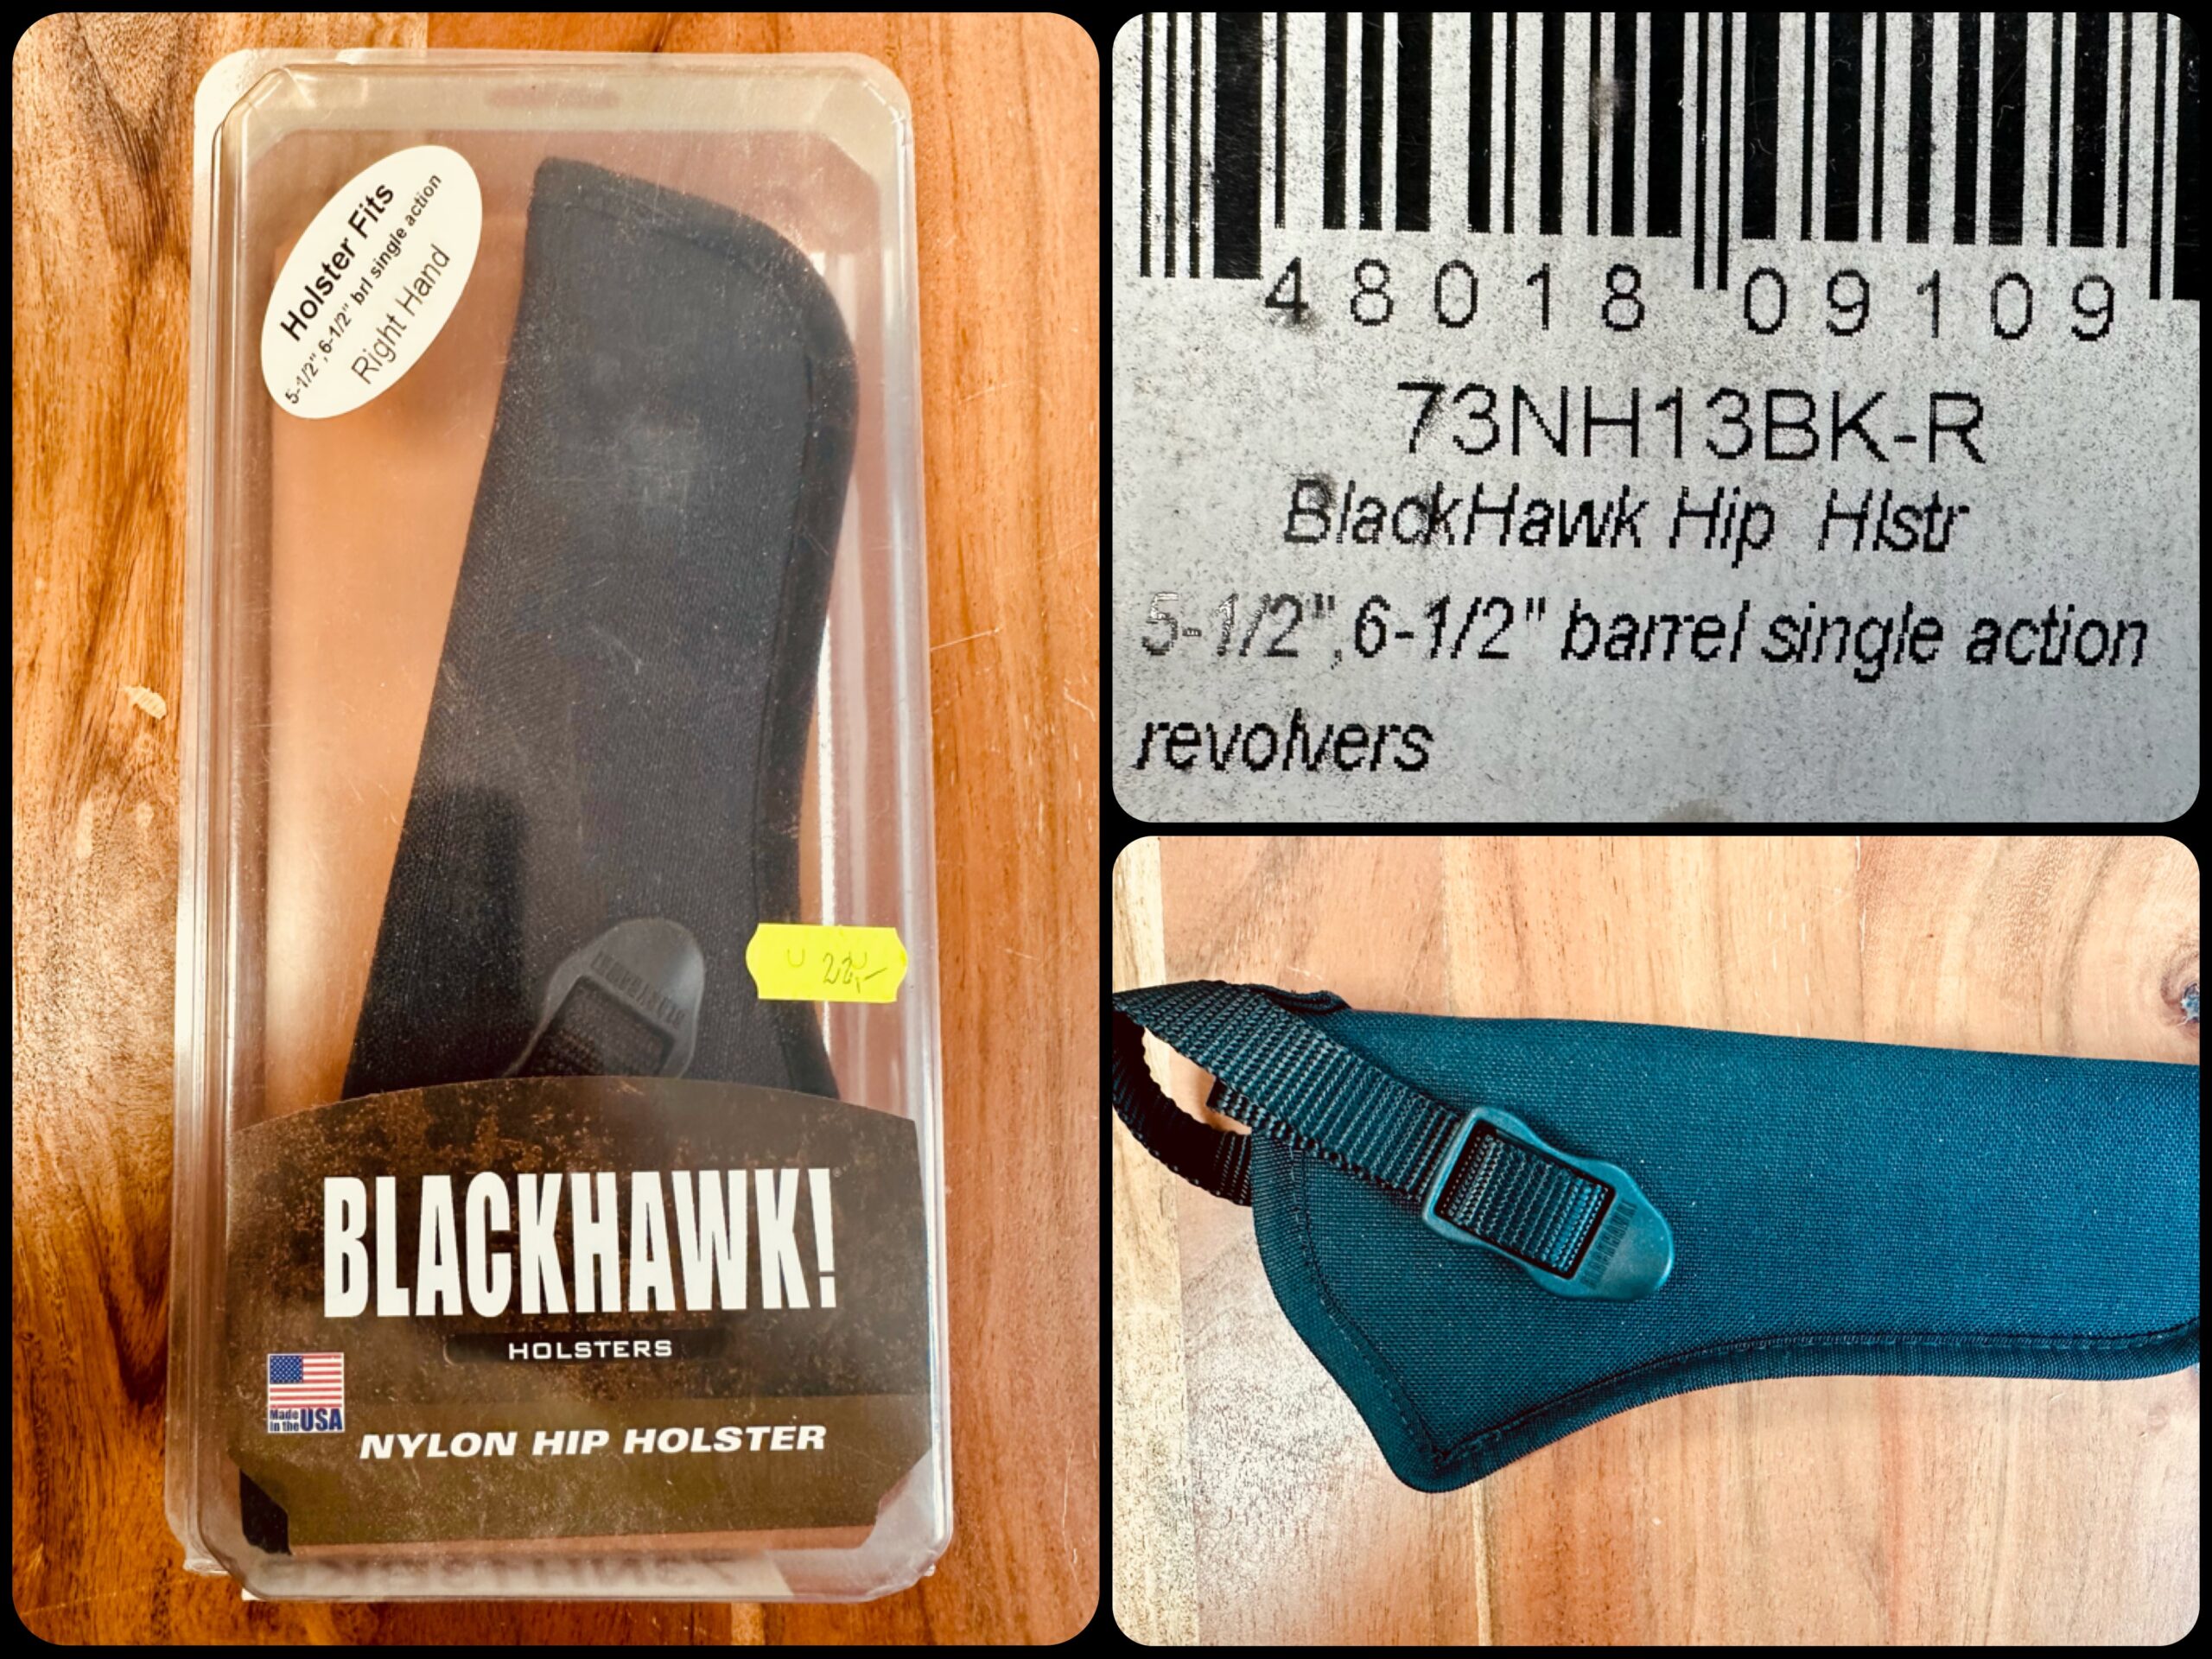 Holster Fits
5-1/2",6-1/2" brl single action
Right Hand
22,-
BLACKHAWK!
HOLSTERS
Made
in the USA
NYLON HIP HOLSTER
48018 09109
73NH13BK-R
BlackHawk Hip Hlstr
5-1/2",6-1/2" barrel single action
revolvers